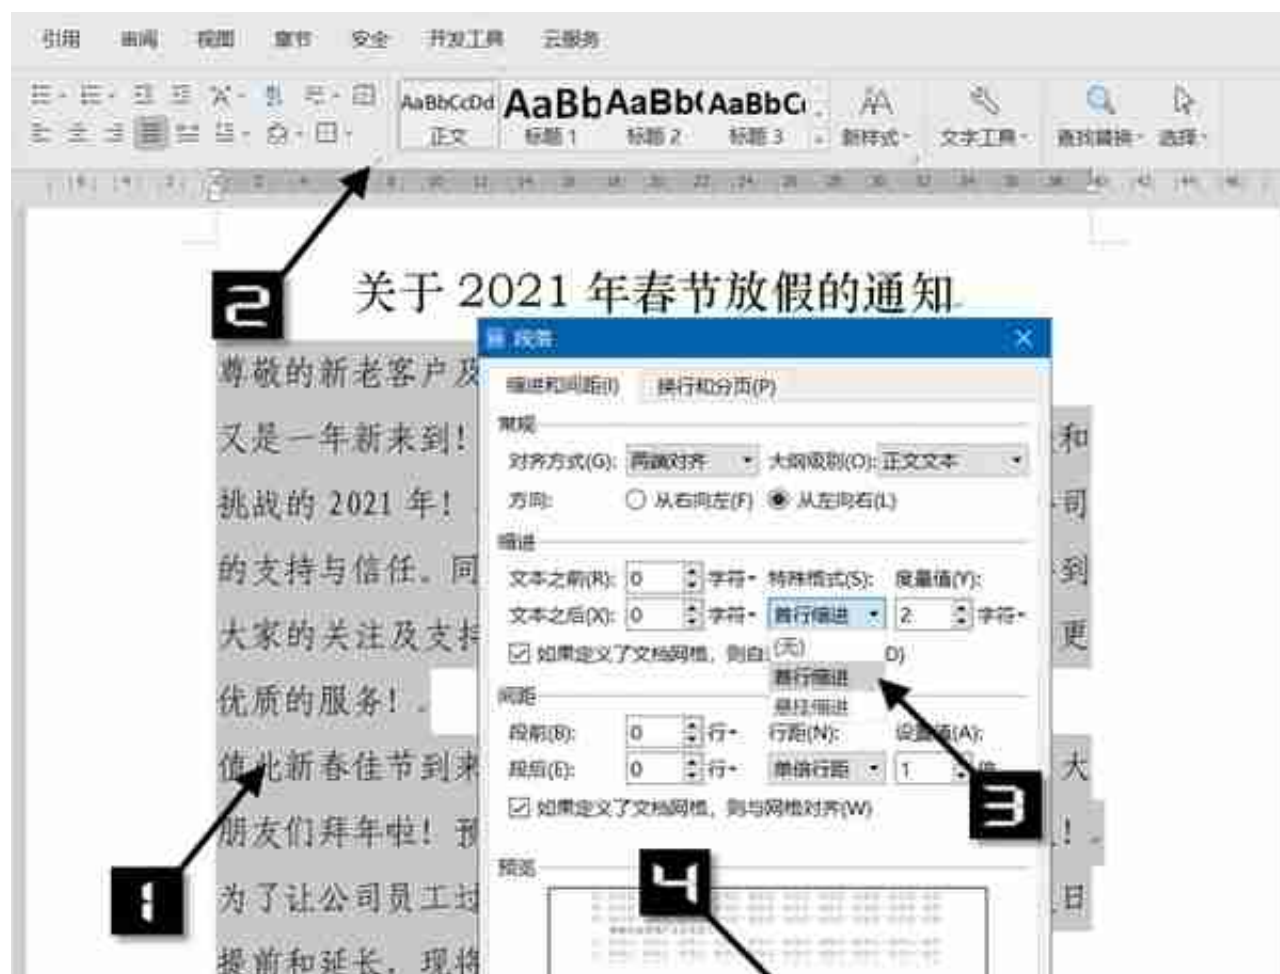 引用 审阅 视图 章节 安全 开发工具 云服务
AaBbCcDd AaBb AaBb( AaBbC
正文 标题 1 标题 2 标题 3 新样式 文字工具 查找替换 选择
2
关于 2021 年春节放假的通知
段落
尊敬的新老客户及
缩进和间距(I) 换行和分页(P)
常规
又是一年新来到! 和
对齐方式(G): 两端对齐 大纲级别(O): 正文文本
挑战的 2021 年! 司
方向: 从右向左(F) 从左向右(L)
缩进
的支持与信任。同 到
文本之前(R): 0 字符 特殊格式(S): 度量值(Y):
文本之后(X): 0 字符 首行缩进 2 字符
大家的关注及支持 更
如果定义了文档网格,则自 (无) D)
首行缩进
优质的服务!
间距
悬挂缩进
段前(B): 0 行 行距(N): 设置值(A):
值此新春佳节到来 大
段后(E): 0 行 单倍行距 1 倍
3
如果定义了文档网格,则与网格对齐(W)
朋友们拜年啦!预 !
预览
4
1
为了让公司员工过 日
提前和延长,现将